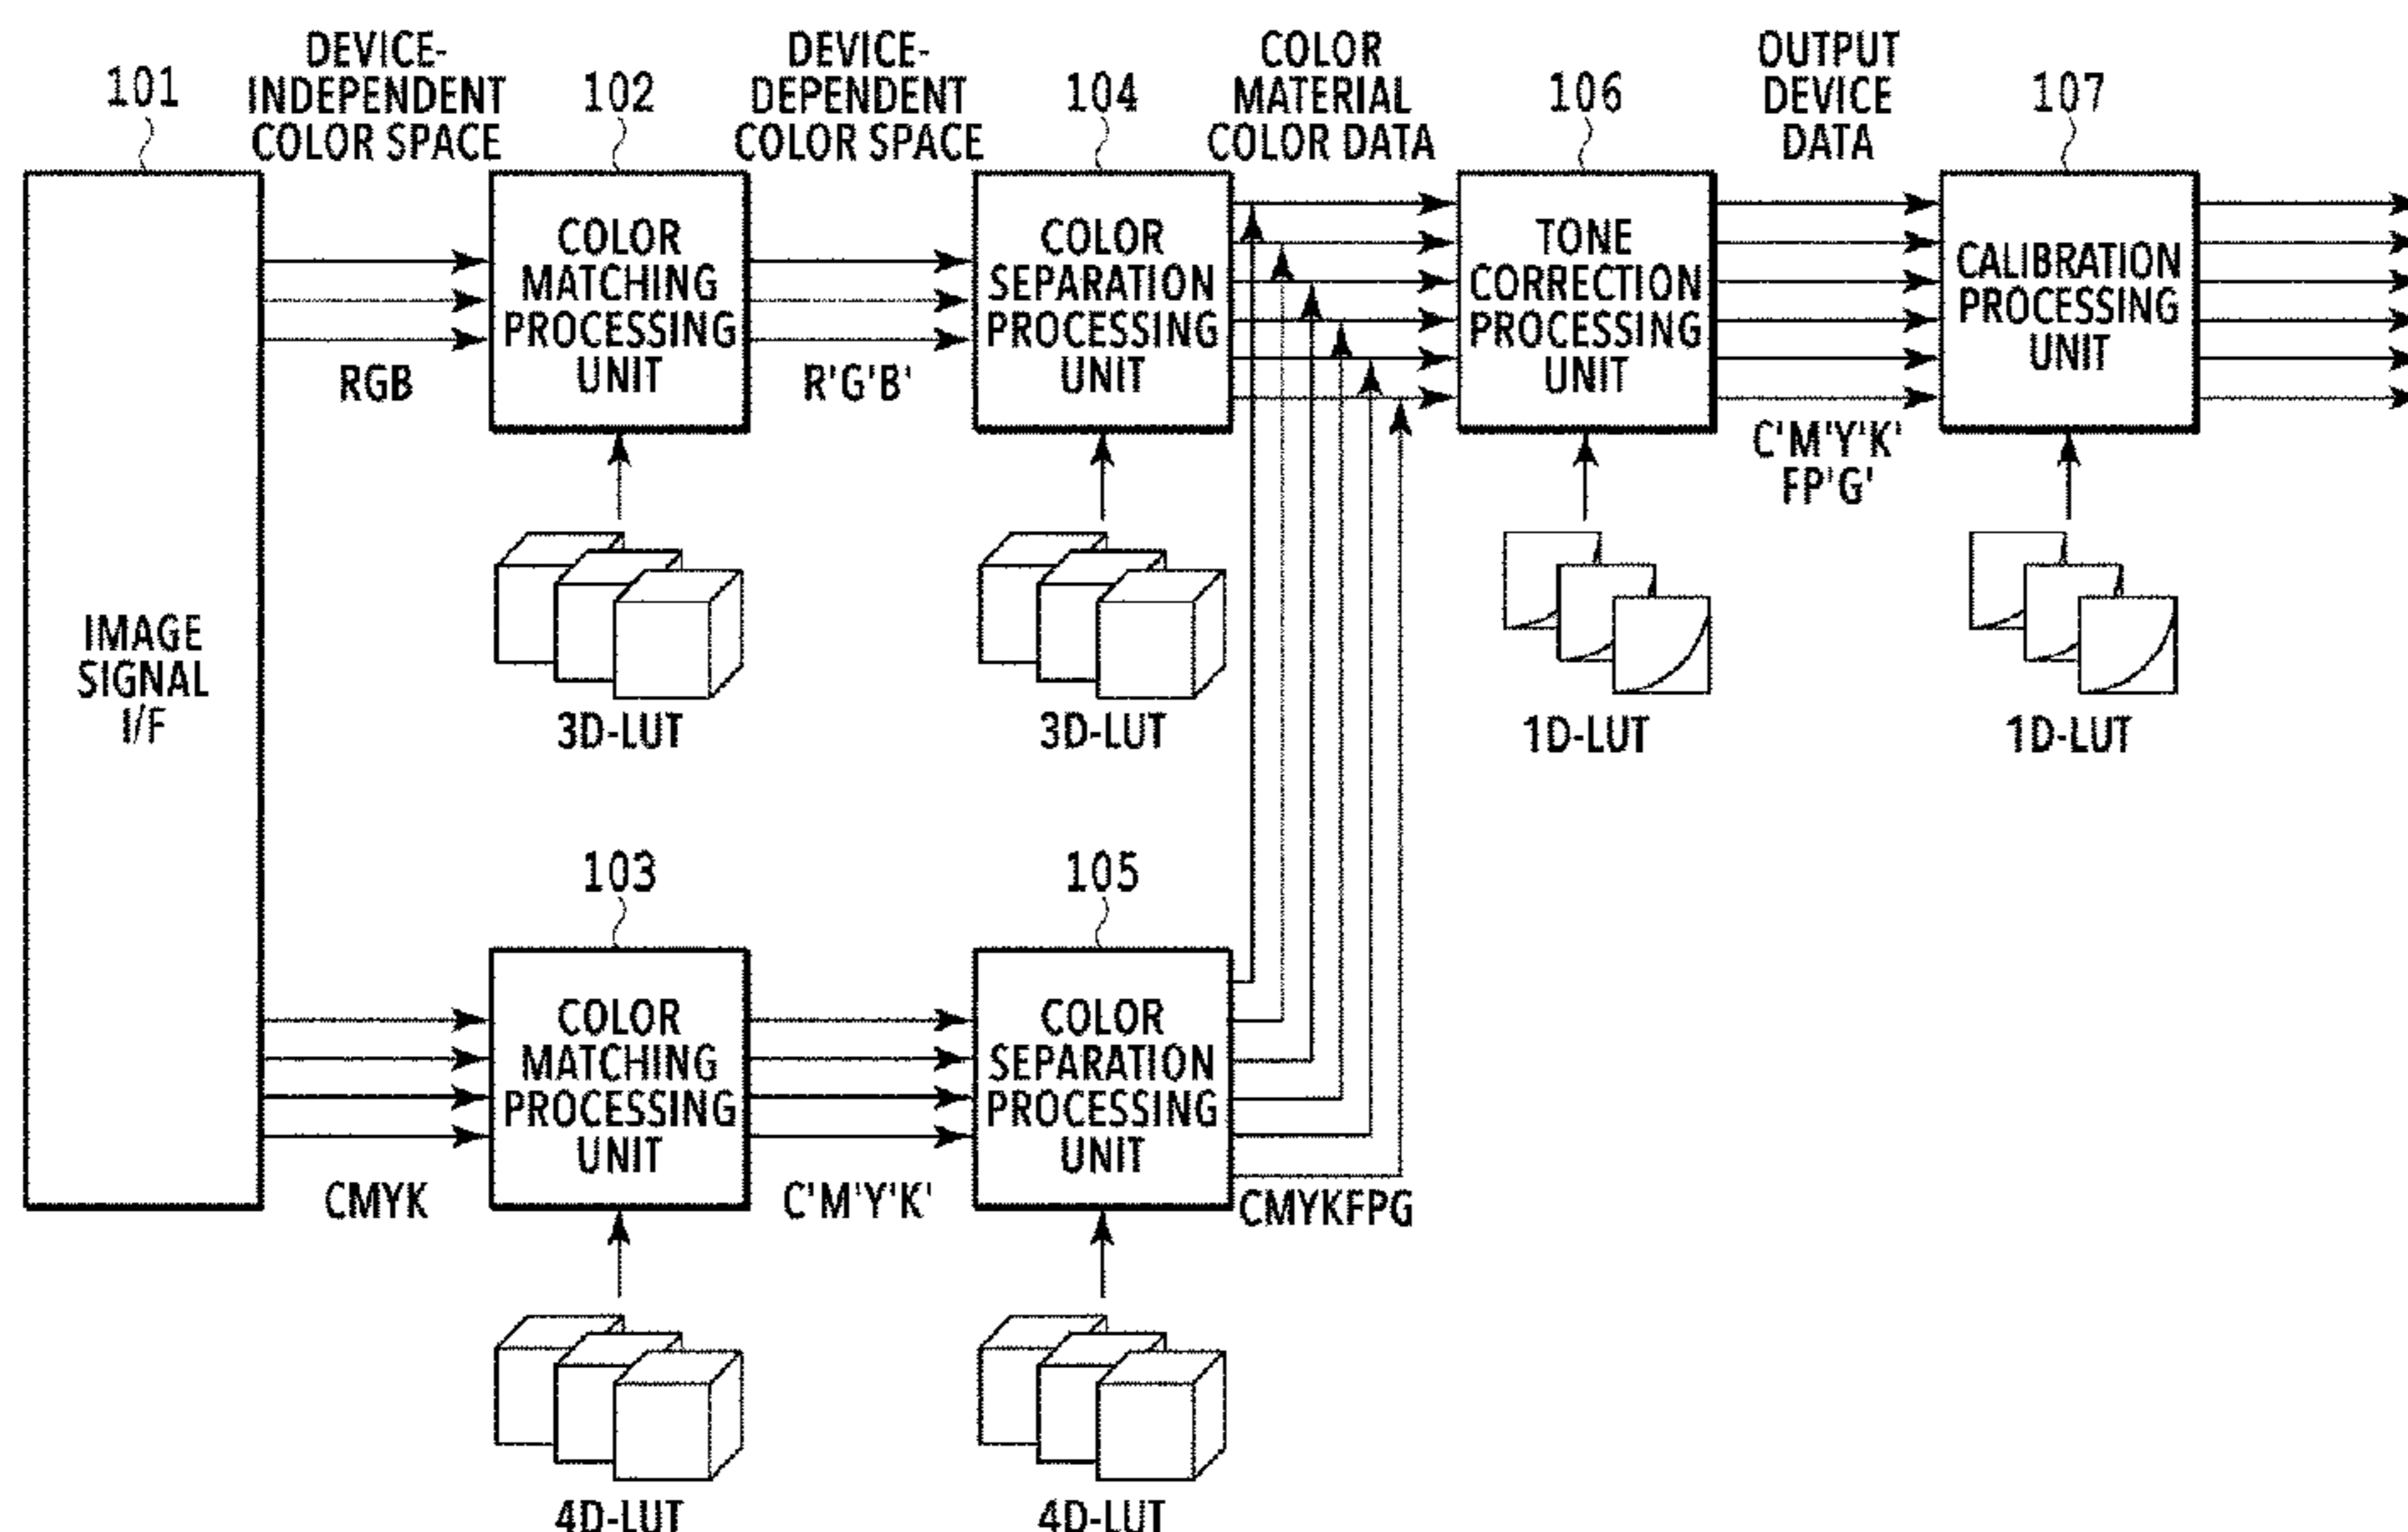 DEVICE-
INDEPENDENT
COLOR SPACE
DEVICE-
DEPENDENT
COLOR SPACE
COLOR
MATERIAL
COLOR DATA
OUTPUT
DEVICE
DATA
101
102
104
106
107
IMAGE
SIGNAL
I/F
RGB
COLOR
MATCHING
PROCESSING
UNIT
R'G'B'
COLOR
SEPARATION
PROCESSING
UNIT
TONE
CORRECTION
PROCESSING
UNIT
C'M'Y'K'
FP'G'
CALIBRATION
PROCESSING
UNIT
3D-LUT
3D-LUT
1D-LUT
1D-LUT
103
105
CMYK
COLOR
MATCHING
PROCESSING
UNIT
C'M'Y'K'
COLOR
SEPARATION
PROCESSING
UNIT
CMYKFPG
4D-LUT
4D-LUT